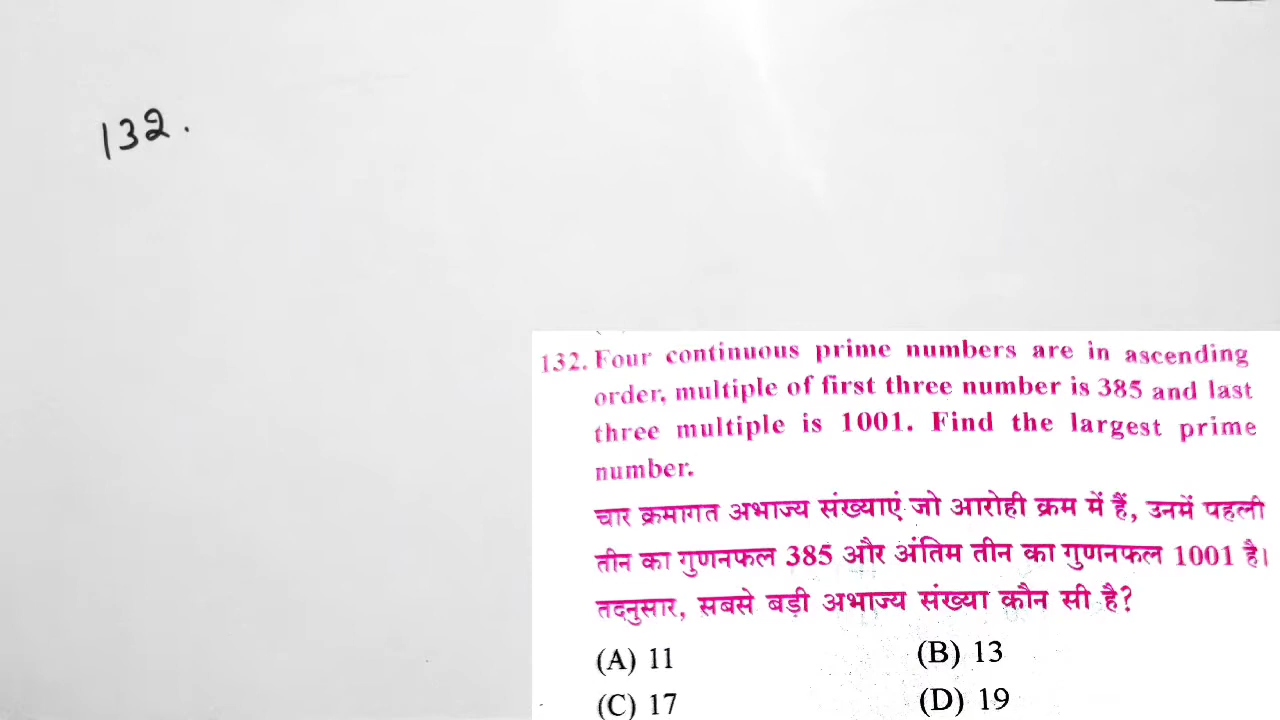 132.
132. Four continuous prime numbers are in ascending
order, multiple of first three number is 385 and last
three multiple is 1001. Find the largest prime
number.
चार क्रमागत अभाज्य संख्याएं जो आरोही क्रम में हैं, उनमें पहली
तीन का गुणनफल 385 और अंतिम तीन का गुणनफल 1001 है।
तद्नुसार, सबसे बड़ी अभाज्य संख्या कौन सी है?
(A) 11 (B) 13
(C) 17 (D) 19